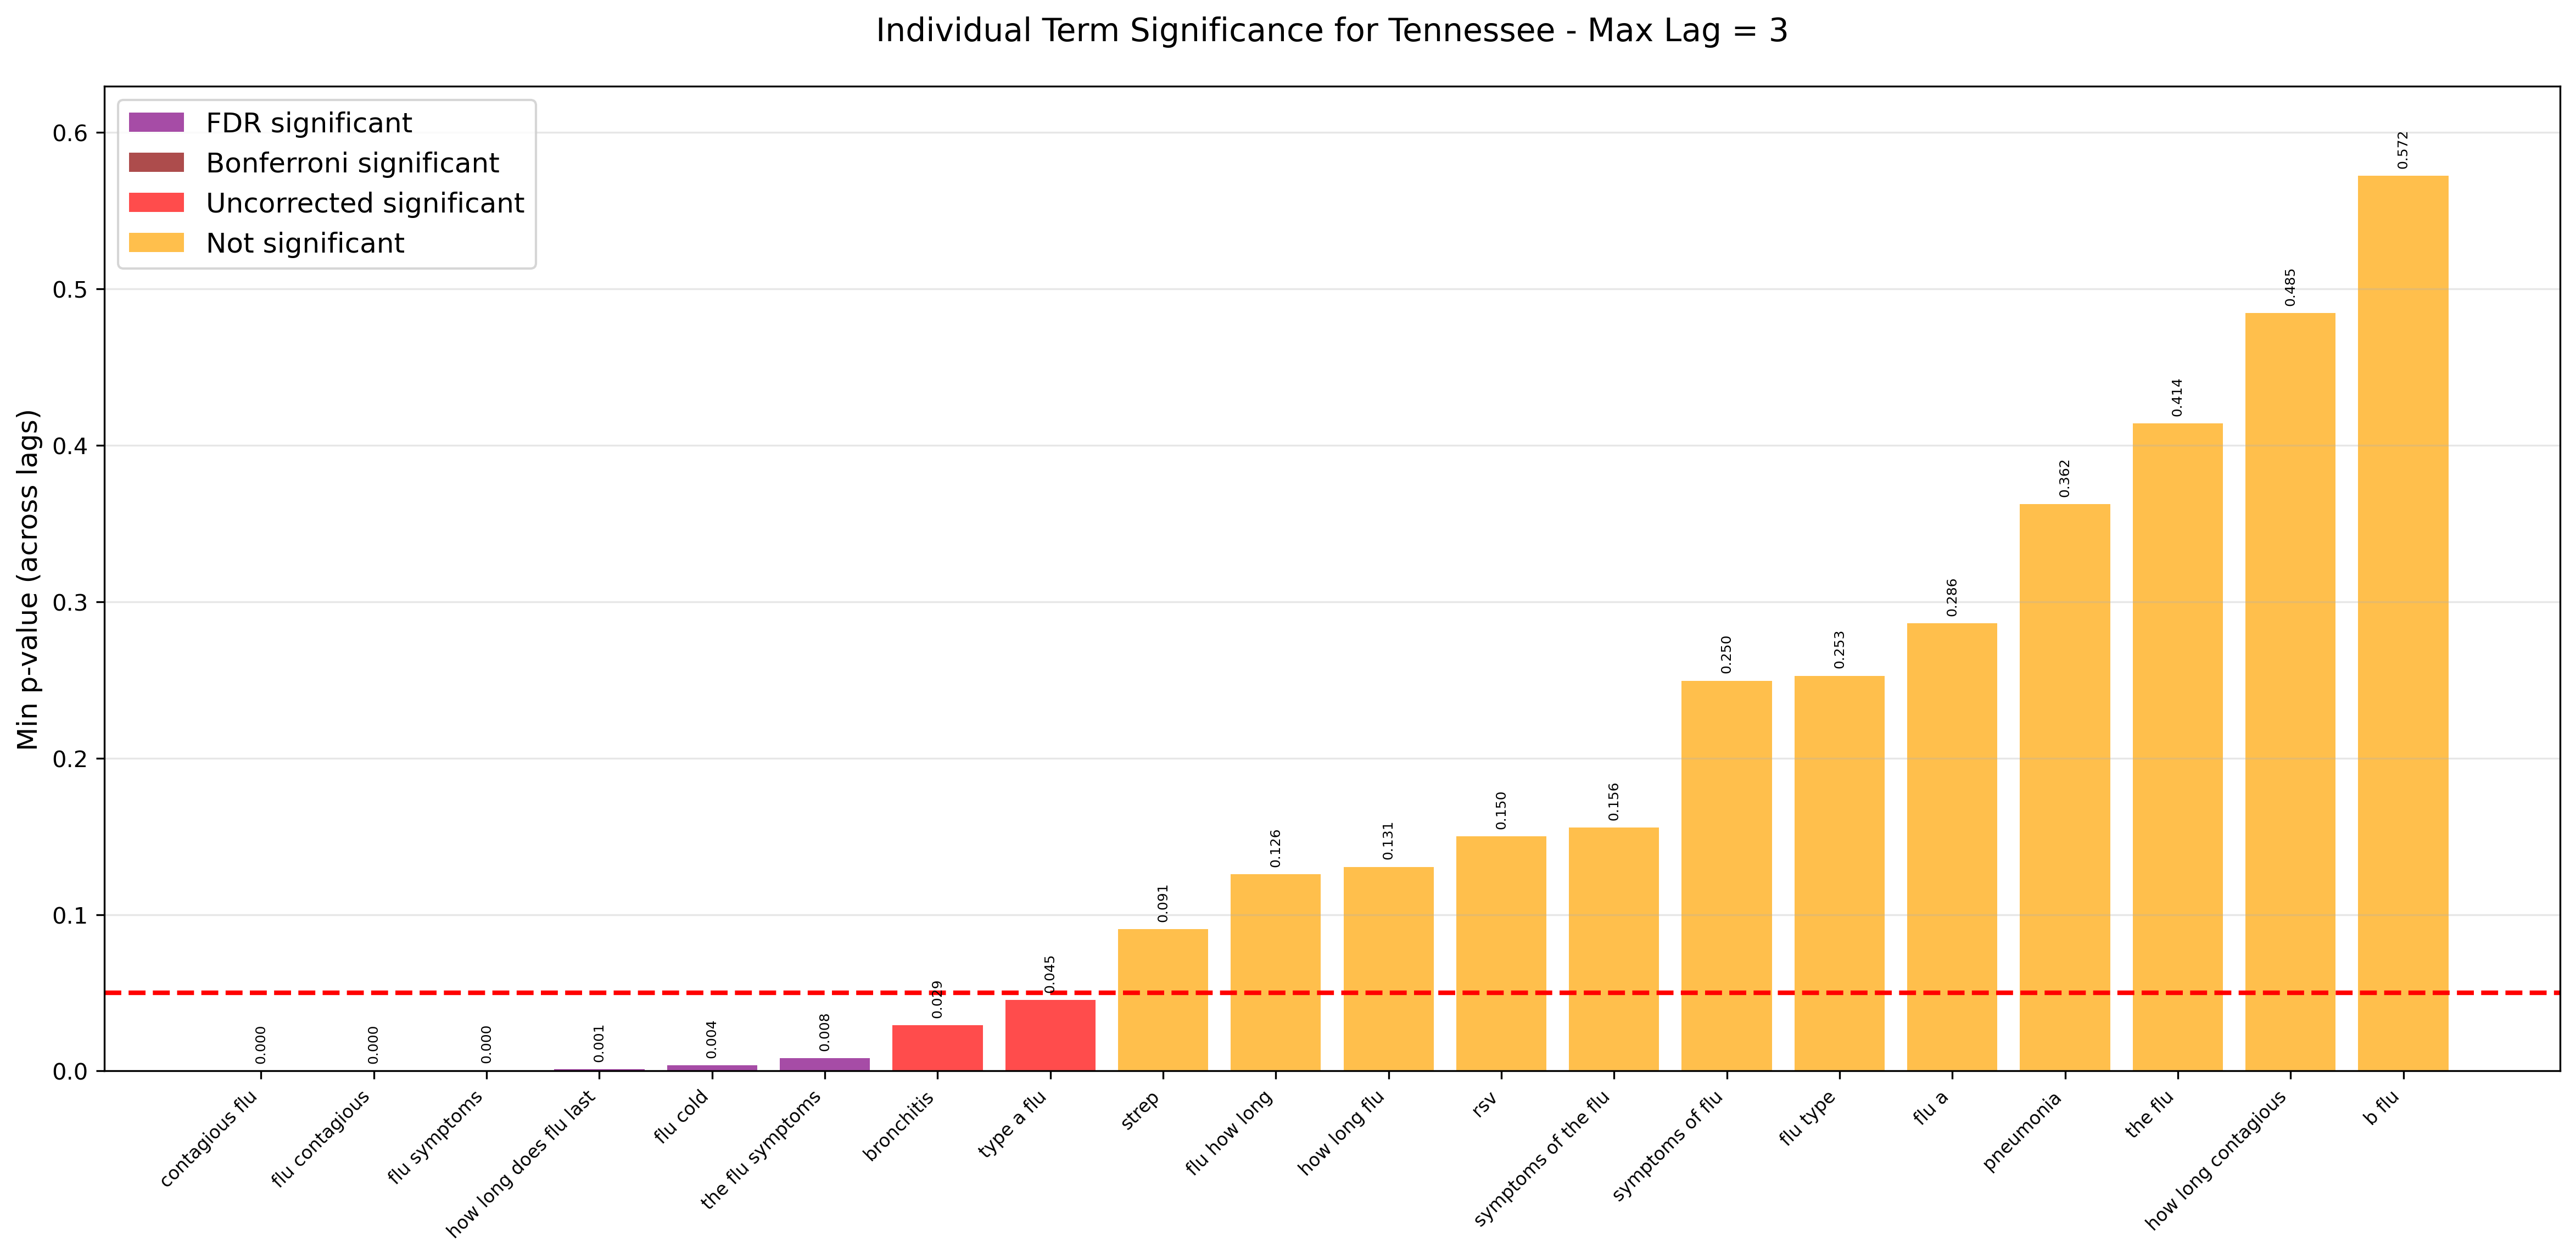 Individual Term Significance for Tennessee - Max Lag = 3
FDR significant
Bonferroni significant
Uncorrected significant
Not significant
Min p-value (across lags)
0.6
0.5
0.4
0.3
0.2
0.1
0.0
0.000
0.000
0.000
0.001
0.004
0.008
0.029
0.045
0.091
0.126
0.131
0.150
0.156
0.250
0.253
0.286
0.362
0.414
0.485
0.572
contagious flu
flu contagious
flu symptoms
how long does flu last
flu cold
the flu symptoms
bronchitis
type a flu
strep
flu how long
how long flu
rsv
symptoms of the flu
symptoms of flu
flu type
flu a
pneumonia
the flu
how long contagious
b flu